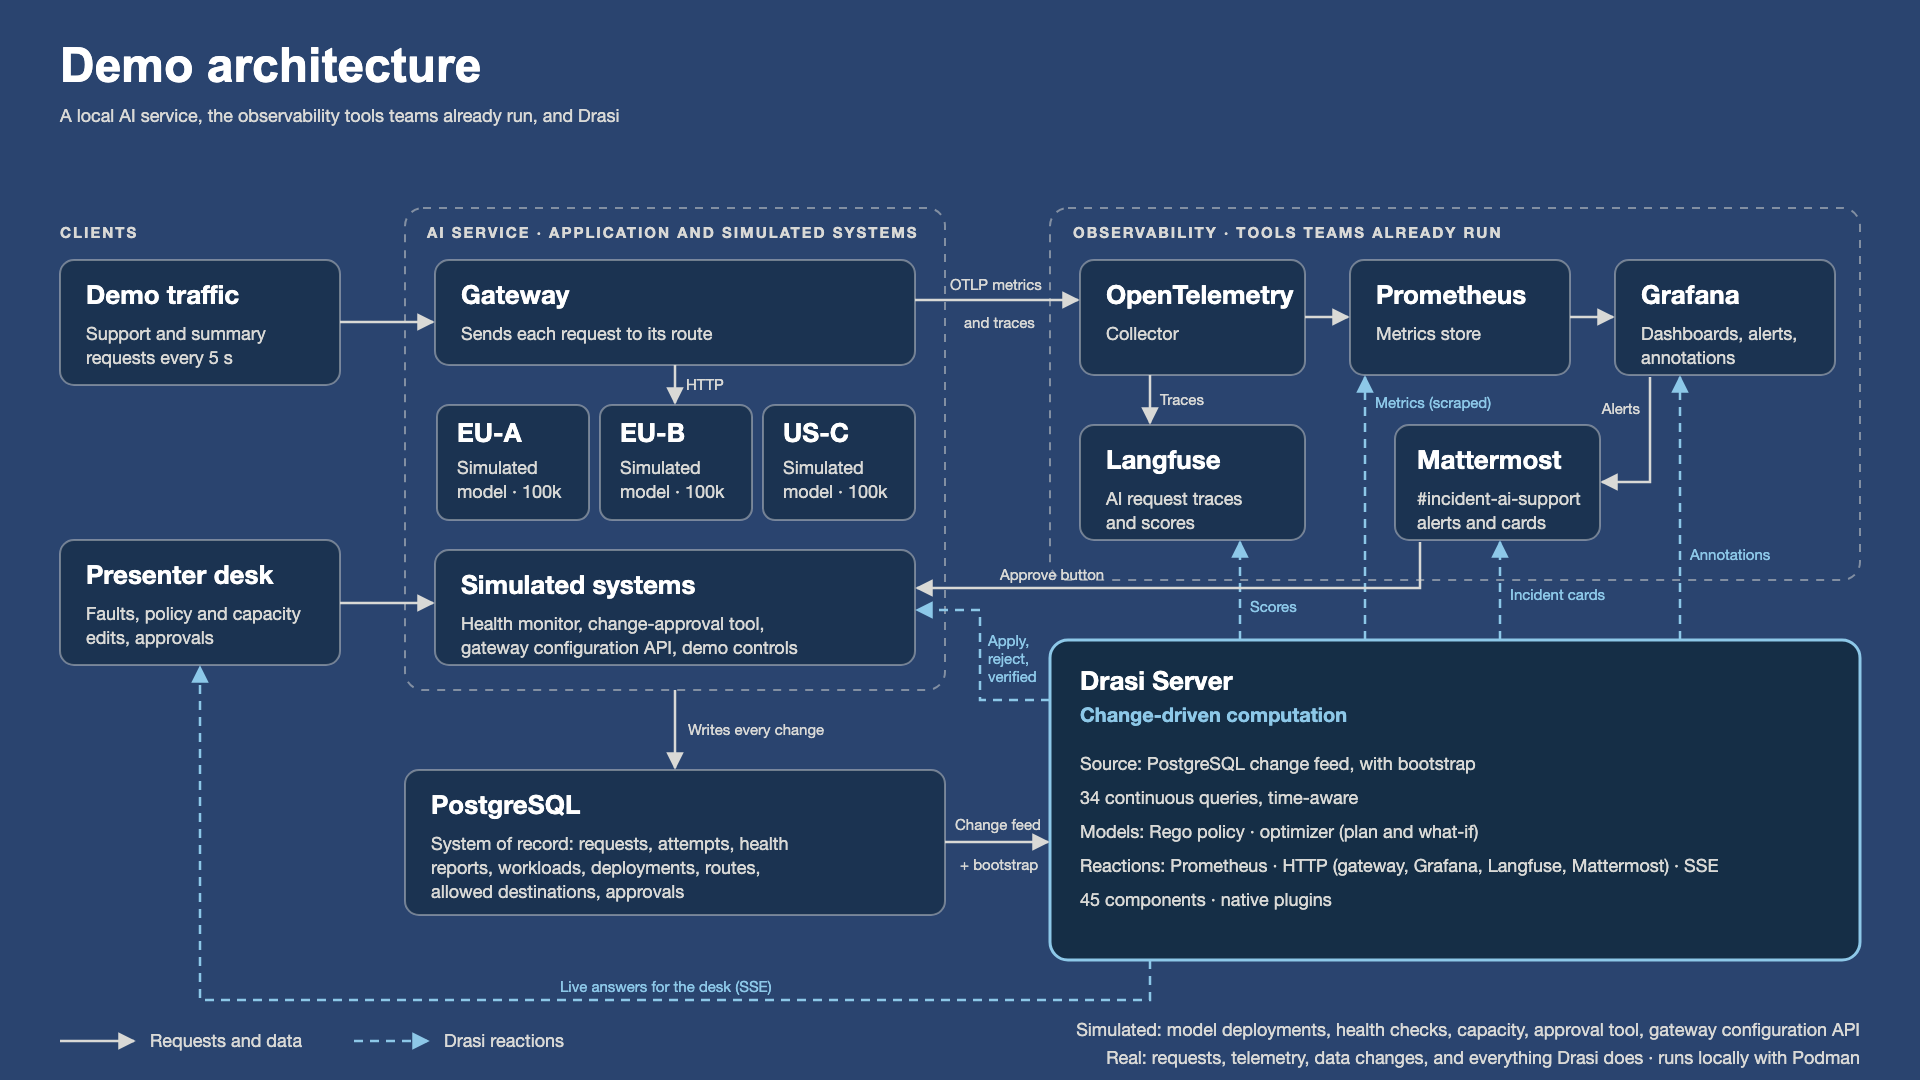 Demo architecture
A local AI service, the observability tools teams already run, and Drasi
CLIENTS
Demo traffic
Support and summary
requests every 5 s
Presenter desk
Faults, policy and capacity
edits, approvals
AI SERVICE · APPLICATION AND SIMULATED SYSTEMS
Gateway
Sends each request to its route
HTTP
EU-A
Simulated
model · 100k
EU-B
Simulated
model · 100k
US-C
Simulated
model · 100k
Simulated systems
Health monitor, change-approval tool,
gateway configuration API, demo controls
Writes every change
PostgreSQL
System of record: requests, attempts, health
reports, workloads, deployments, routes,
allowed destinations, approvals
OTLP metrics
and traces
OBSERVABILITY · TOOLS TEAMS ALREADY RUN
OpenTelemetry
Collector
Prometheus
Metrics store
Grafana
Dashboards, alerts,
annotations
Traces
Metrics (scraped)
Alerts
Langfuse
AI request traces
and scores
Mattermost
#incident-ai-support
alerts and cards
Annotations
Approve button
Scores
Incident cards
Apply,
reject,
verified
Change feed
+ bootstrap
Drasi Server
Change-driven computation
Source: PostgreSQL change feed, with bootstrap
34 continuous queries, time-aware
Models: Rego policy · optimizer (plan and what-if)
Reactions: Prometheus · HTTP (gateway, Grafana, Langfuse, Mattermost) · SSE
45 components · native plugins
Live answers for the desk (SSE)
Requests and data
Drasi reactions
Simulated: model deployments, health checks, capacity, approval tool, gateway configuration API
Real: requests, telemetry, data changes, and everything Drasi does · runs locally with Podman